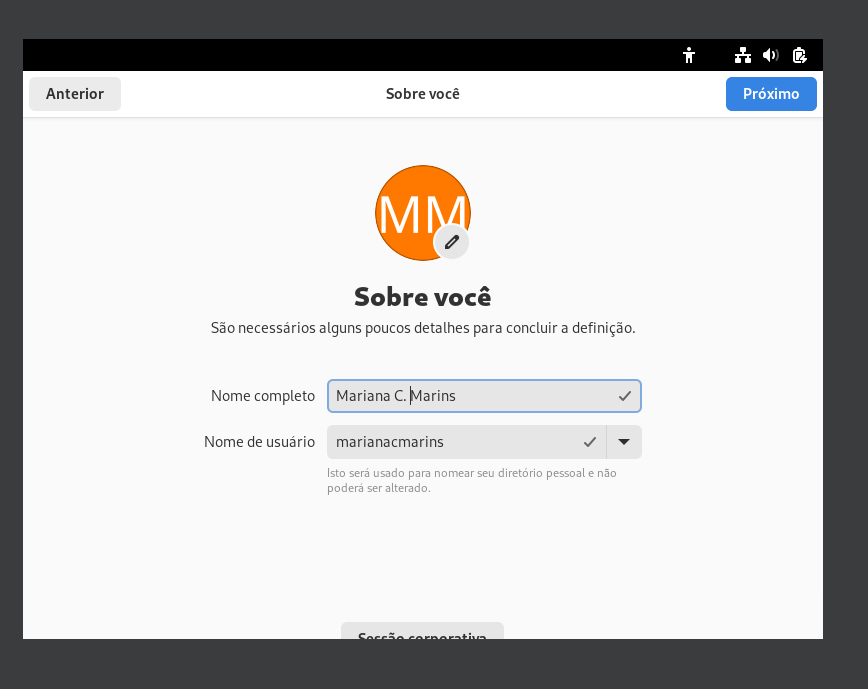 Anterior
Sobre você
Próximo
MM
Sobre você
São necessários alguns poucos detalhes para concluir a definição.
Nome completo
Mariana C. Marins
Nome de usuário
marianacmarins
Isto será usado para nomear seu diretório pessoal e não
poderá ser alterado.
Sessão corporativa